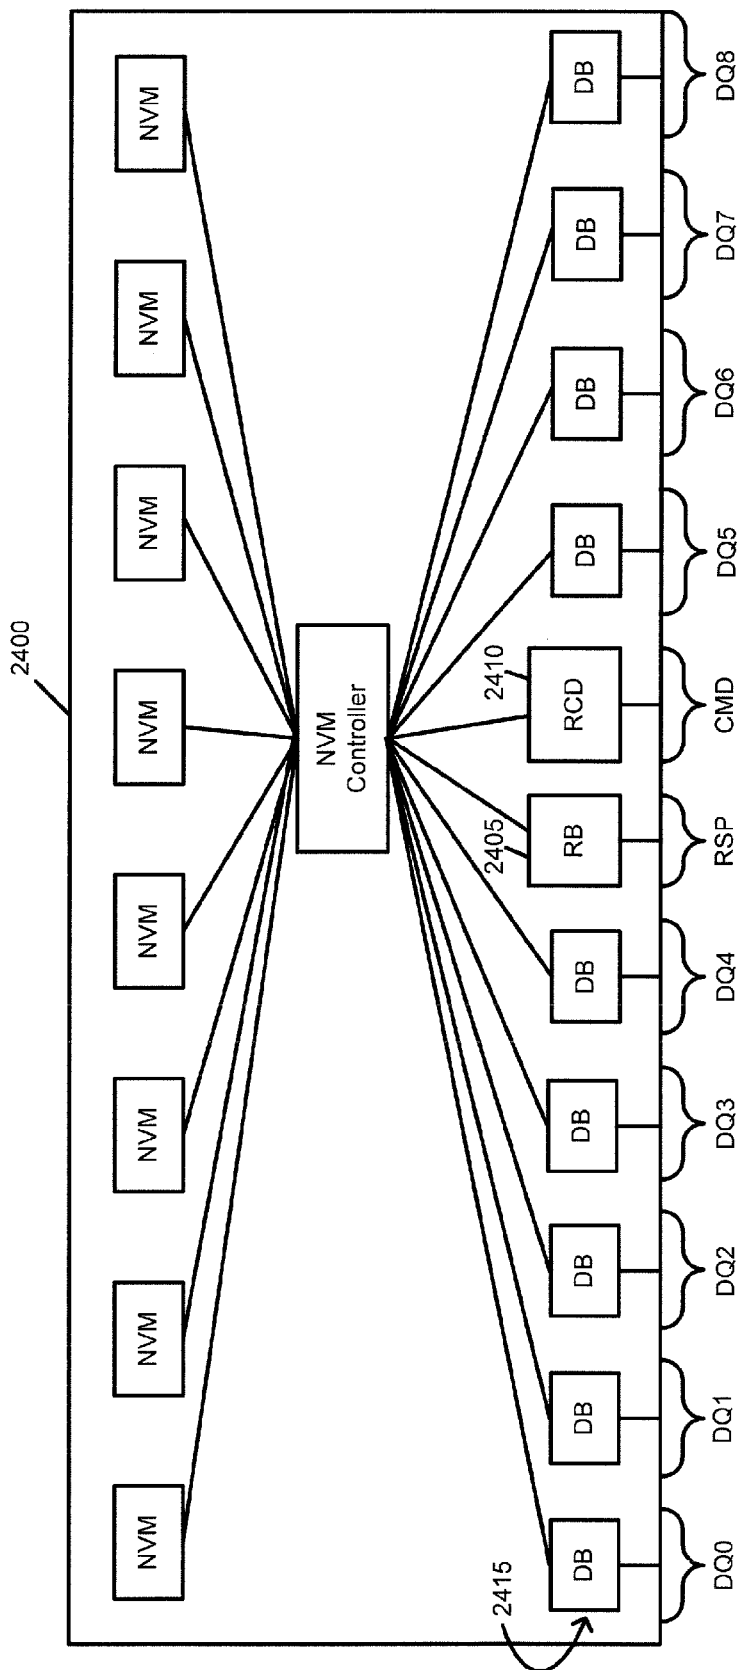 2400
NVM
NVM
NVM
NVM
NVM
NVM
NVM
NVM
NVM
Controller
2415
2405
2410
DB
DB
DB
DB
DB
RB
RCD
DB
DB
DB
DB
DQ0
DQ1
DQ2
DQ3
DQ4
RSP
CMD
DQ5
DQ6
DQ7
DQ8